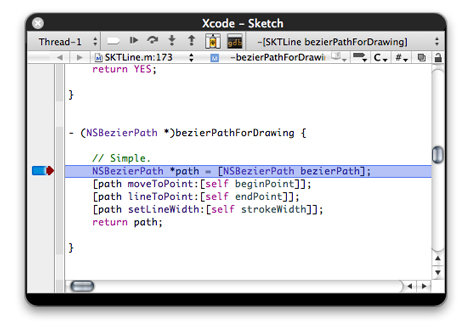 Xcode – Sketch
Thread-1 gdb -[SKTLine bezierPathForDrawing]
SKTLine.m:173 M -bezierPathForDrawi C #
return YES;
}
- (NSBezierPath *)bezierPathForDrawing {
// Simple.
NSBezierPath *path = [NSBezierPath bezierPath];
[path moveToPoint:[self beginPoint]];
[path lineToPoint:[self endPoint]];
[path setLineWidth:[self strokeWidth]];
return path;
}